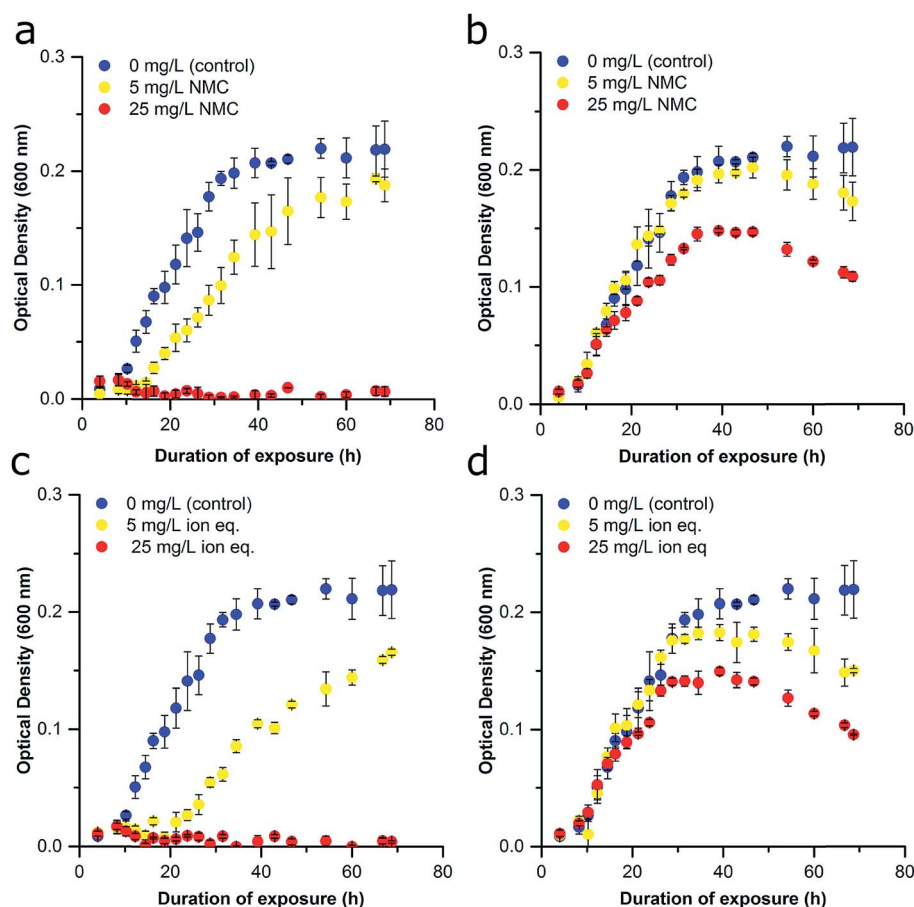 a
0.3
0 mg/L (control)
5 mg/L NMC
25 mg/L NMC
0.2
0.1
0.0
Optical Density (600 nm)
0 20 40 60 80
Duration of exposure (h)
b
0.3
0 mg/L (control)
5 mg/L NMC
25 mg/L NMC
0.2
0.1
0.0
Optical Density (600 nm)
0 20 40 60 80
Duration of exposure (h)
c
0.3
0 mg/L (control)
5 mg/L ion eq.
25 mg/L ion eq.
0.2
0.1
0.0
Optical Density (600 nm)
0 20 40 60 80
Duration of exposure (h)
d
0.3
0 mg/L (control)
5 mg/L ion eq.
25 mg/L ion eq
0.2
0.1
0.0
Optical Density (600 nm)
0 20 40 60 80
Duration of exposure (h)